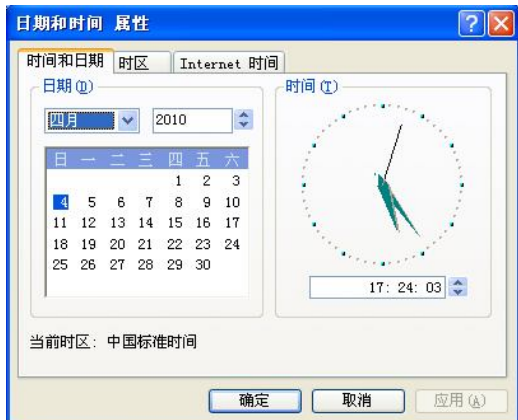 日期和时间 属性
时间和日期 时区 Internet 时间
日期(D) 时间(T)
四月 2010
日 一 二 三 四 五 六
1 2 3
4 5 6 7 8 9 10
11 12 13 14 15 16 17
18 19 20 21 22 23 24
25 26 27 28 29 30
17: 24: 03
当前时区: 中国标准时间
确定 取消 应用(A)